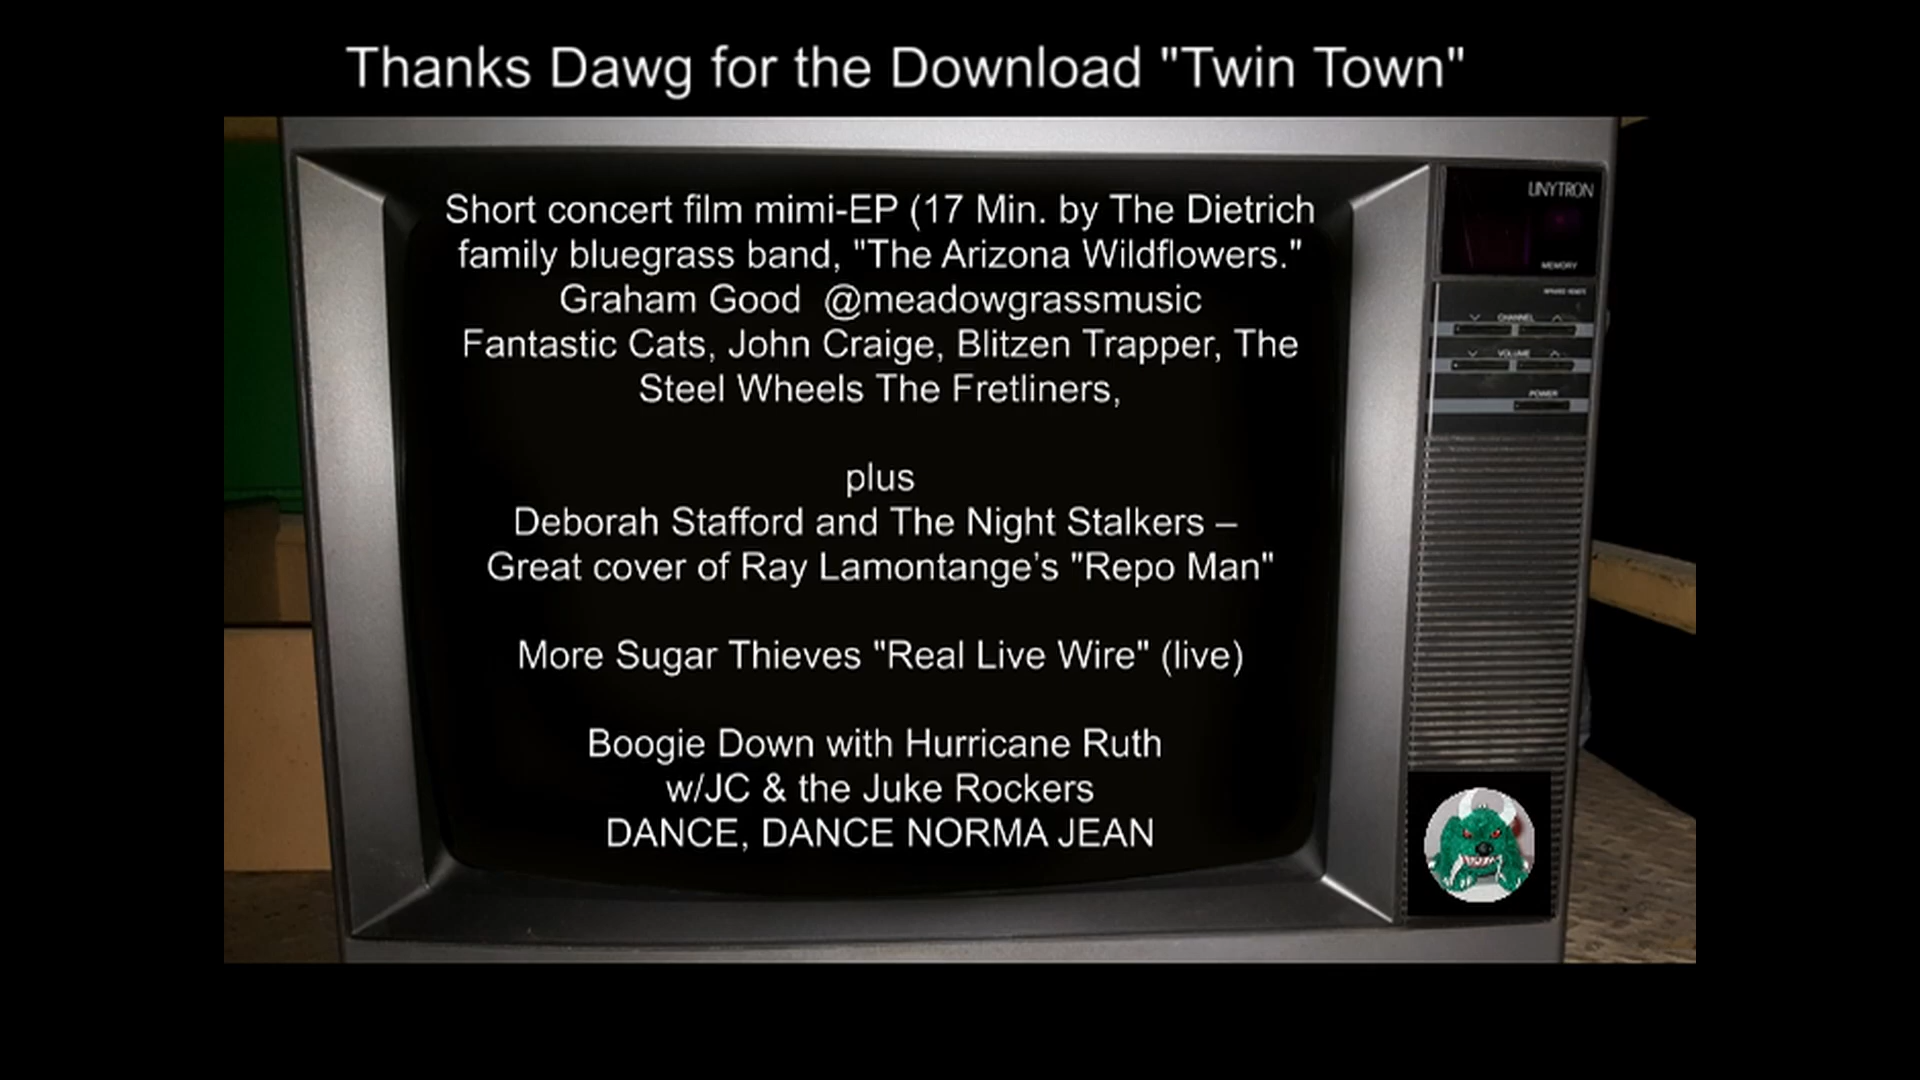 Thanks Dawg for the Download "Twin Town"
Short concert film mimi-EP (17 Min. by The Dietrich
family bluegrass band, "The Arizona Wildflowers."
Graham Good  @meadowgrassmusic
Fantastic Cats, John Craige, Blitzen Trapper, The
Steel Wheels The Fretliners,
plus
Deborah Stafford and The Night Stalkers –
Great cover of Ray Lamontange’s "Repo Man"
More Sugar Thieves "Real Live Wire" (live)
Boogie Down with Hurricane Ruth
w/JC & the Juke Rockers
DANCE, DANCE NORMA JEAN
UNYTRON
MEMORY
CHANNEL
VOLUME
POWER